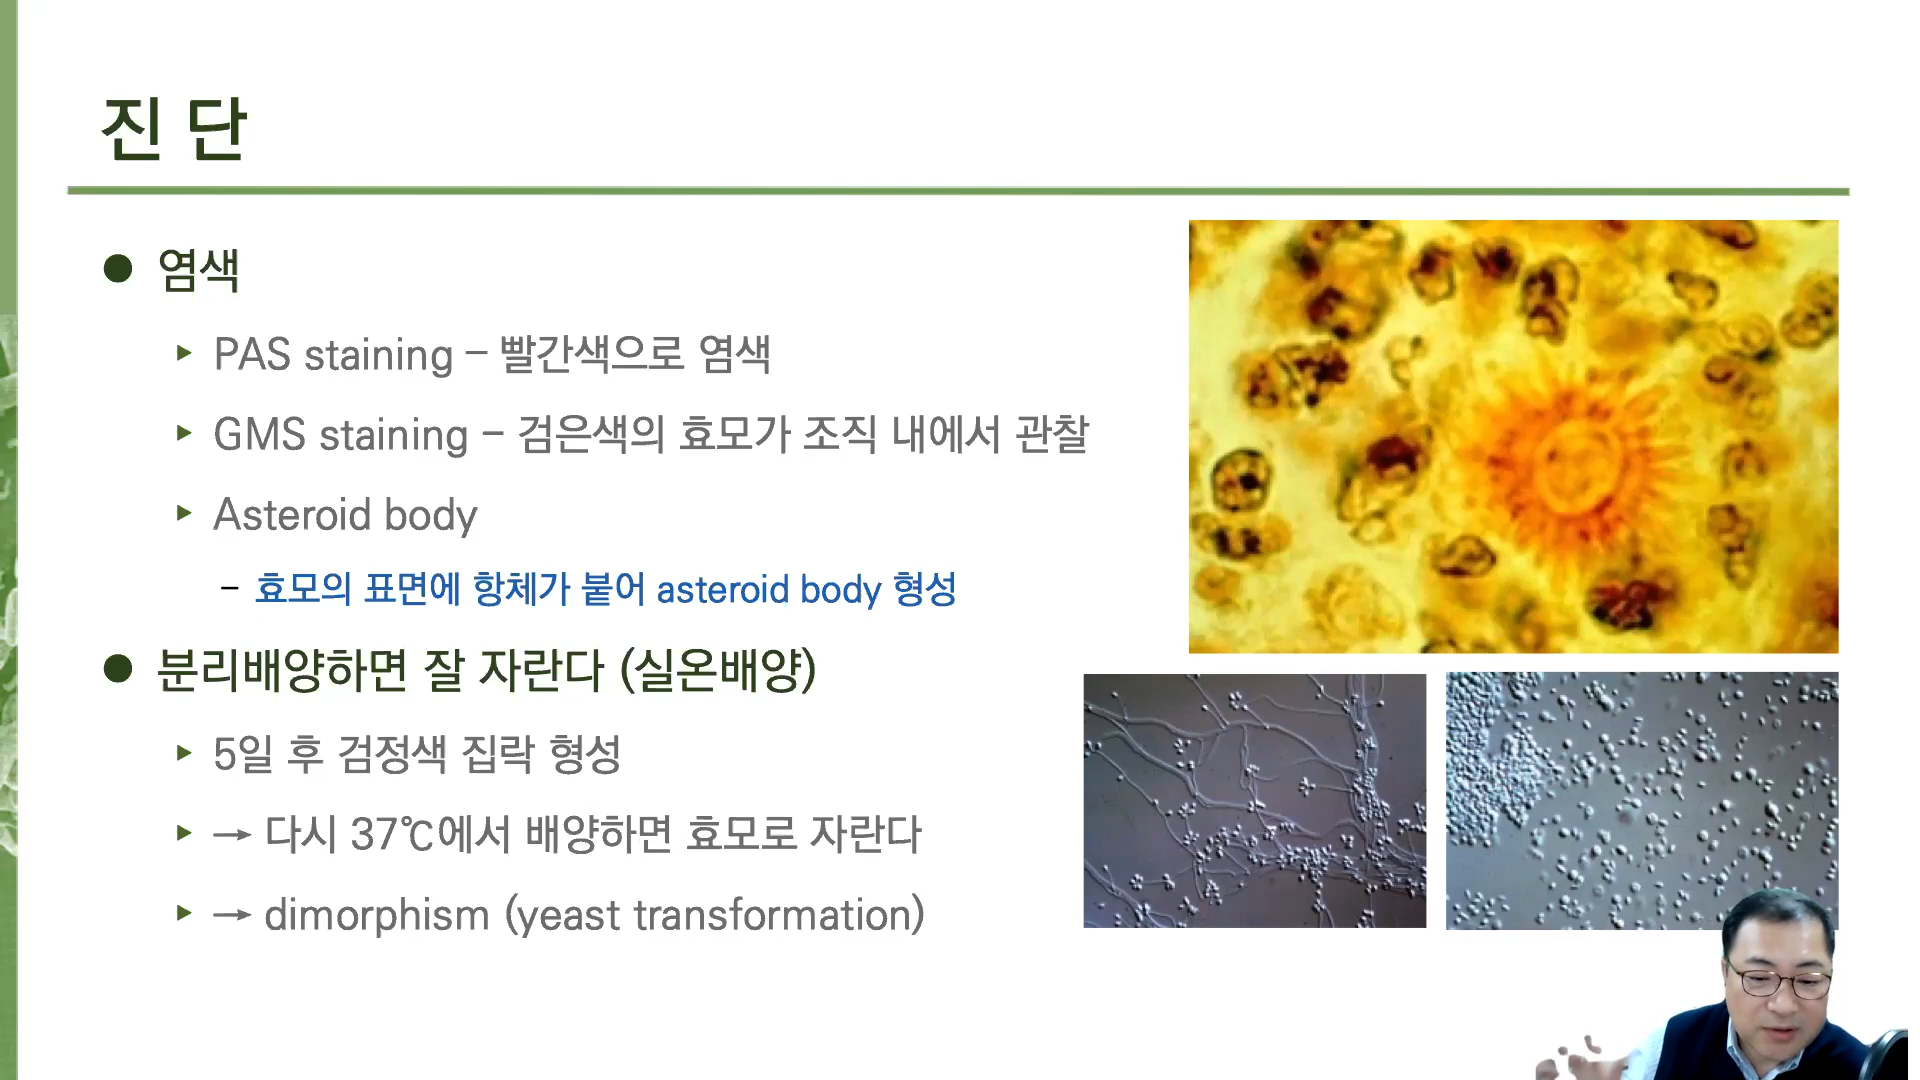 진 단
● 염색
▸ PAS staining – 빨간색으로 염색
▸ GMS staining – 검은색의 효모가 조직 내에서 관찰
▸ Asteroid body
– 효모의 표면에 항체가 붙어 asteroid body 형성
● 분리배양하면 잘 자란다 (실온배양)
▸ 5일 후 검정색 집락 형성
▸ → 다시 37℃에서 배양하면 효모로 자란다
▸ → dimorphism (yeast transformation)